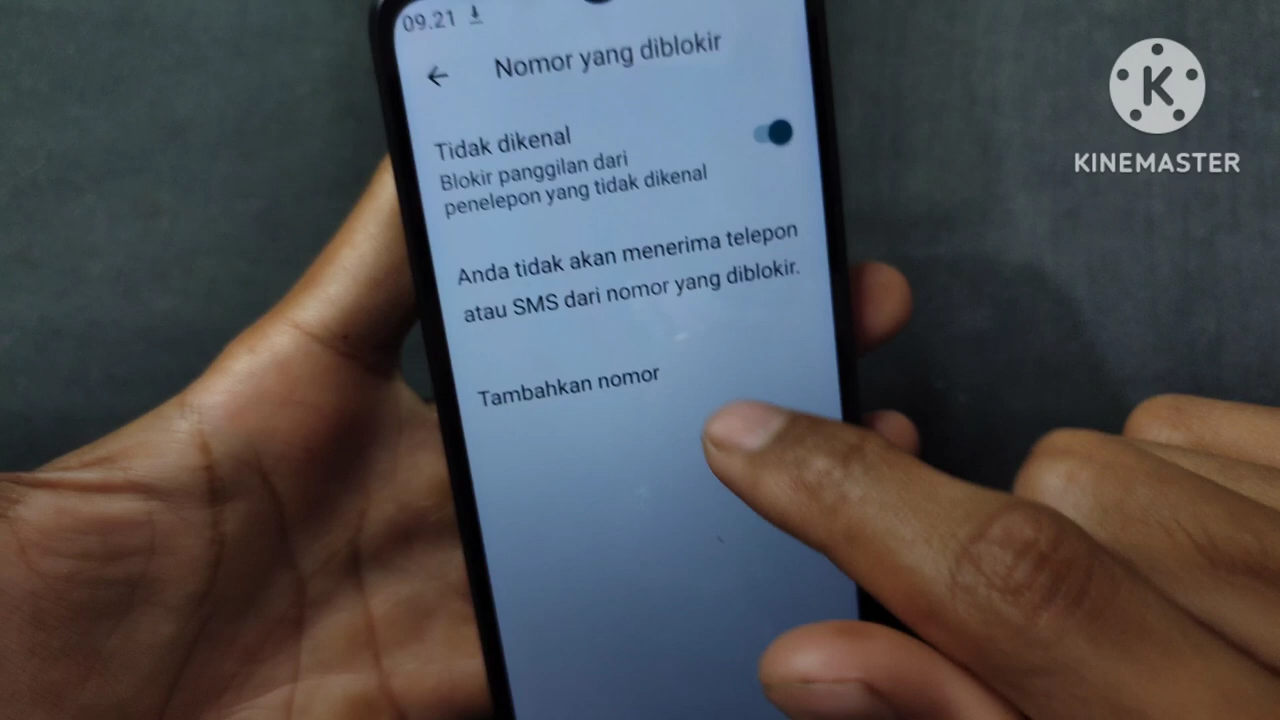 09.21
Nomor yang diblokir
Tidak dikenal
Blokir panggilan dari
penelepon yang tidak dikenal
Anda tidak akan menerima telepon
atau SMS dari nomor yang diblokir.
Tambahkan nomor
K
KINEMASTER